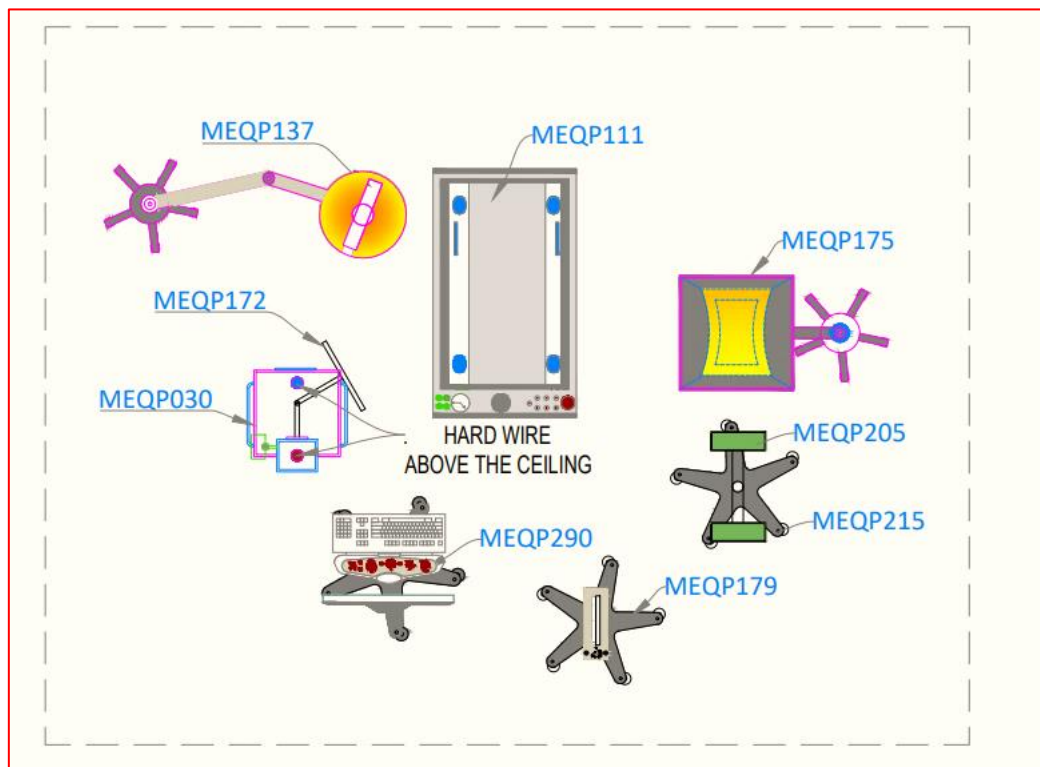 MEQP137
MEQP111
MEQP175
MEQP172
MEQP030
HARD WIRE
ABOVE THE CEILING
MEQP205
MEQP215
MEQP290
MEQP179